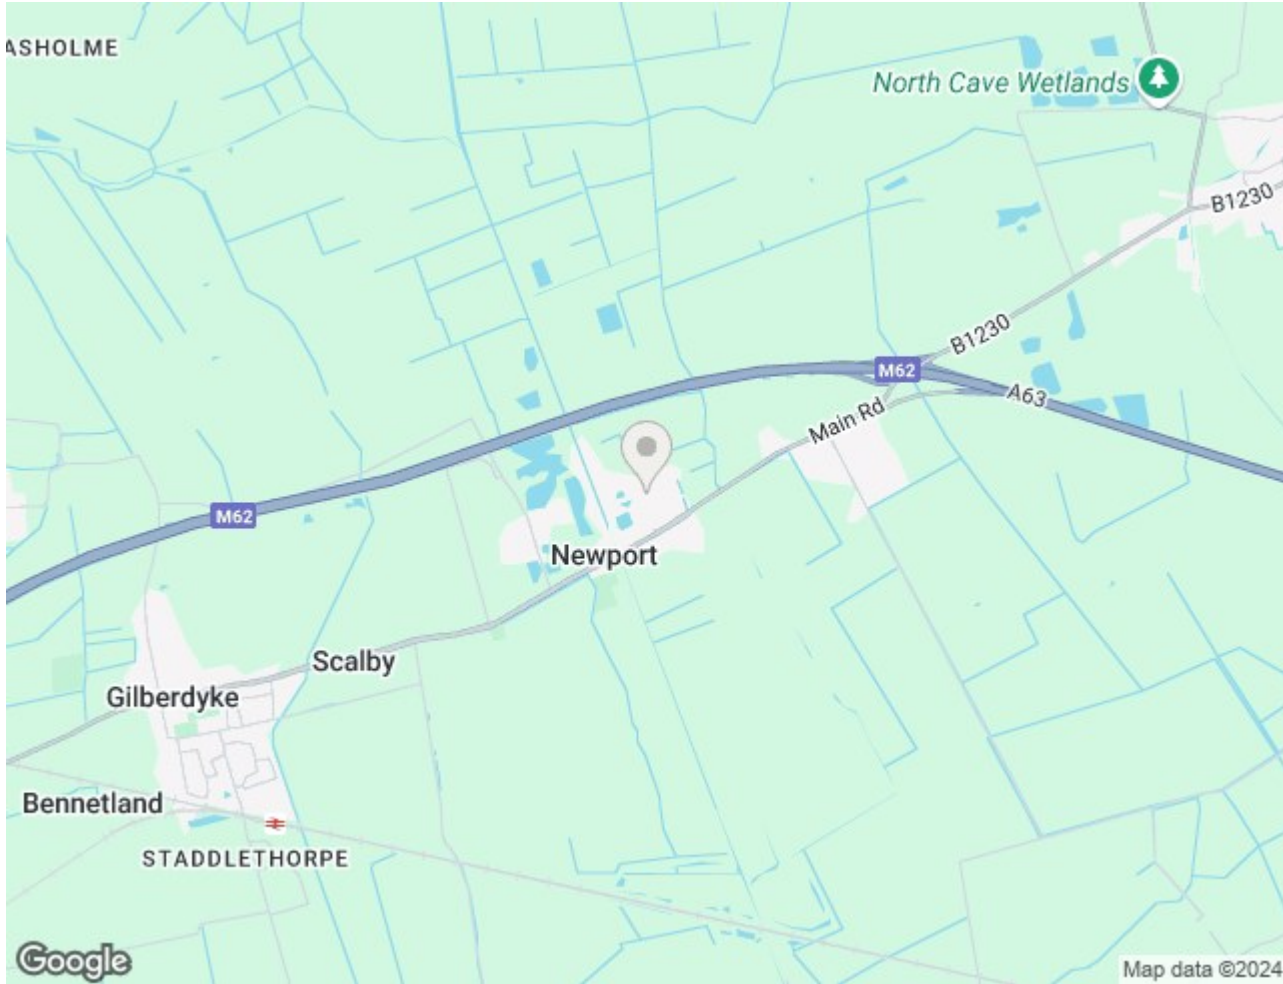 ASHOLME
North Cave Wetlands
B1230
B1230
M62
A63
Main Rd
M62
Newport
Scalby
Gilberdyke
Bennetland
STADDLETHORPE
Google
Map data ©2024